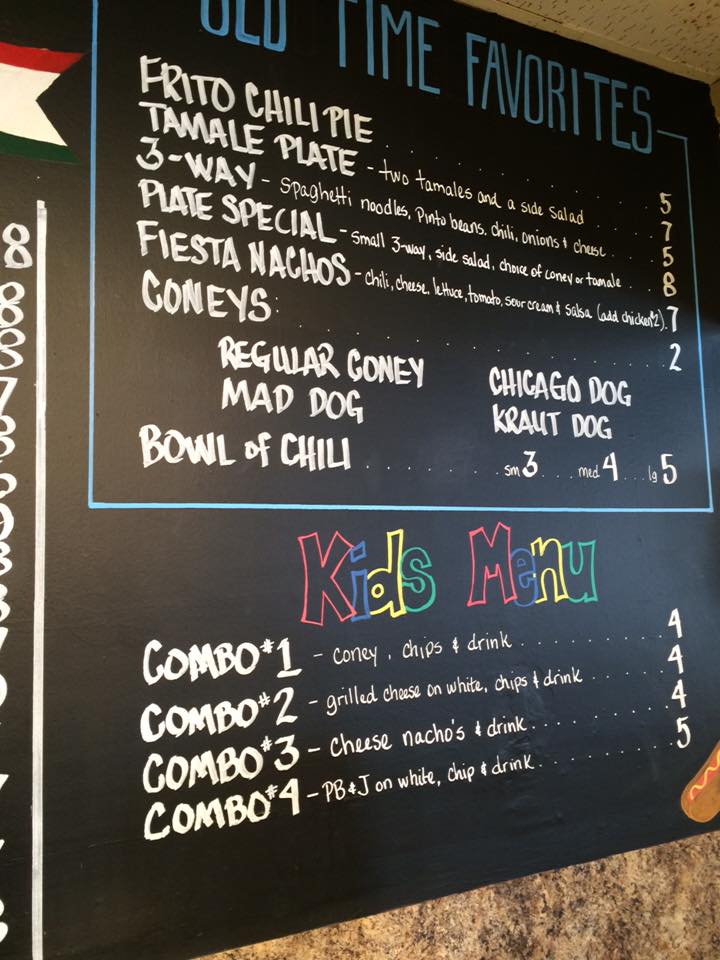 OLD TIME FAVORITES
FRITO CHILI PIE . . . . . . . . . . 5
TAMALE PLATE - two tamales and a side salad . . . . 7
3-WAY - Spaghetti noodles, Pinto beans, chili, onions & cheese . . 5
PLATE SPECIAL - small 3-way, side salad, choice of coney or tamale . . 8
FIESTA NACHOS - chili, cheese, lettuce, tomato, sour cream & salsa (add chicken $2). 7
CONEYS: . . . . . . . . . . 2
REGULAR CONEY CHICAGO DOG
MAD DOG KRAUT DOG
BOWL of CHILI . . . . . . sm 3 . . . med 4 . . . lg 5
Kids Menu
COMBO #1 - coney, chips & drink . . . . . . . . 4
COMBO #2 - grilled cheese on white, chips & drink . . . . 4
COMBO #3 - Cheese nacho's & drink . . . . . . . . 4
COMBO #4 - PB & J on white, chip & drink . . . . . . . 5
8
8
8
7